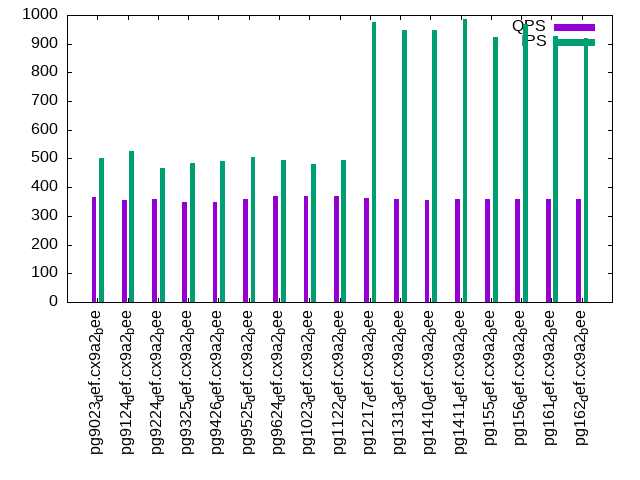 1000
900
800
700
600
500
400
300
200
100
0
QPS
IPS
pg9023def.cx9a2bee
pg9124def.cx9a2bee
pg9224def.cx9a2bee
pg9325def.cx9a2bee
pg9426def.cx9a2bee
pg9525def.cx9a2bee
pg9624def.cx9a2bee
pg1023def.cx9a2bee
pg1122def.cx9a2bee
pg1217def.cx9a2bee
pg1313def.cx9a2bee
pg1410def.cx9a2bee
pg1411def.cx9a2bee
pg155def.cx9a2bee
pg156def.cx9a2bee
pg161def.cx9a2bee
pg162def.cx9a2bee